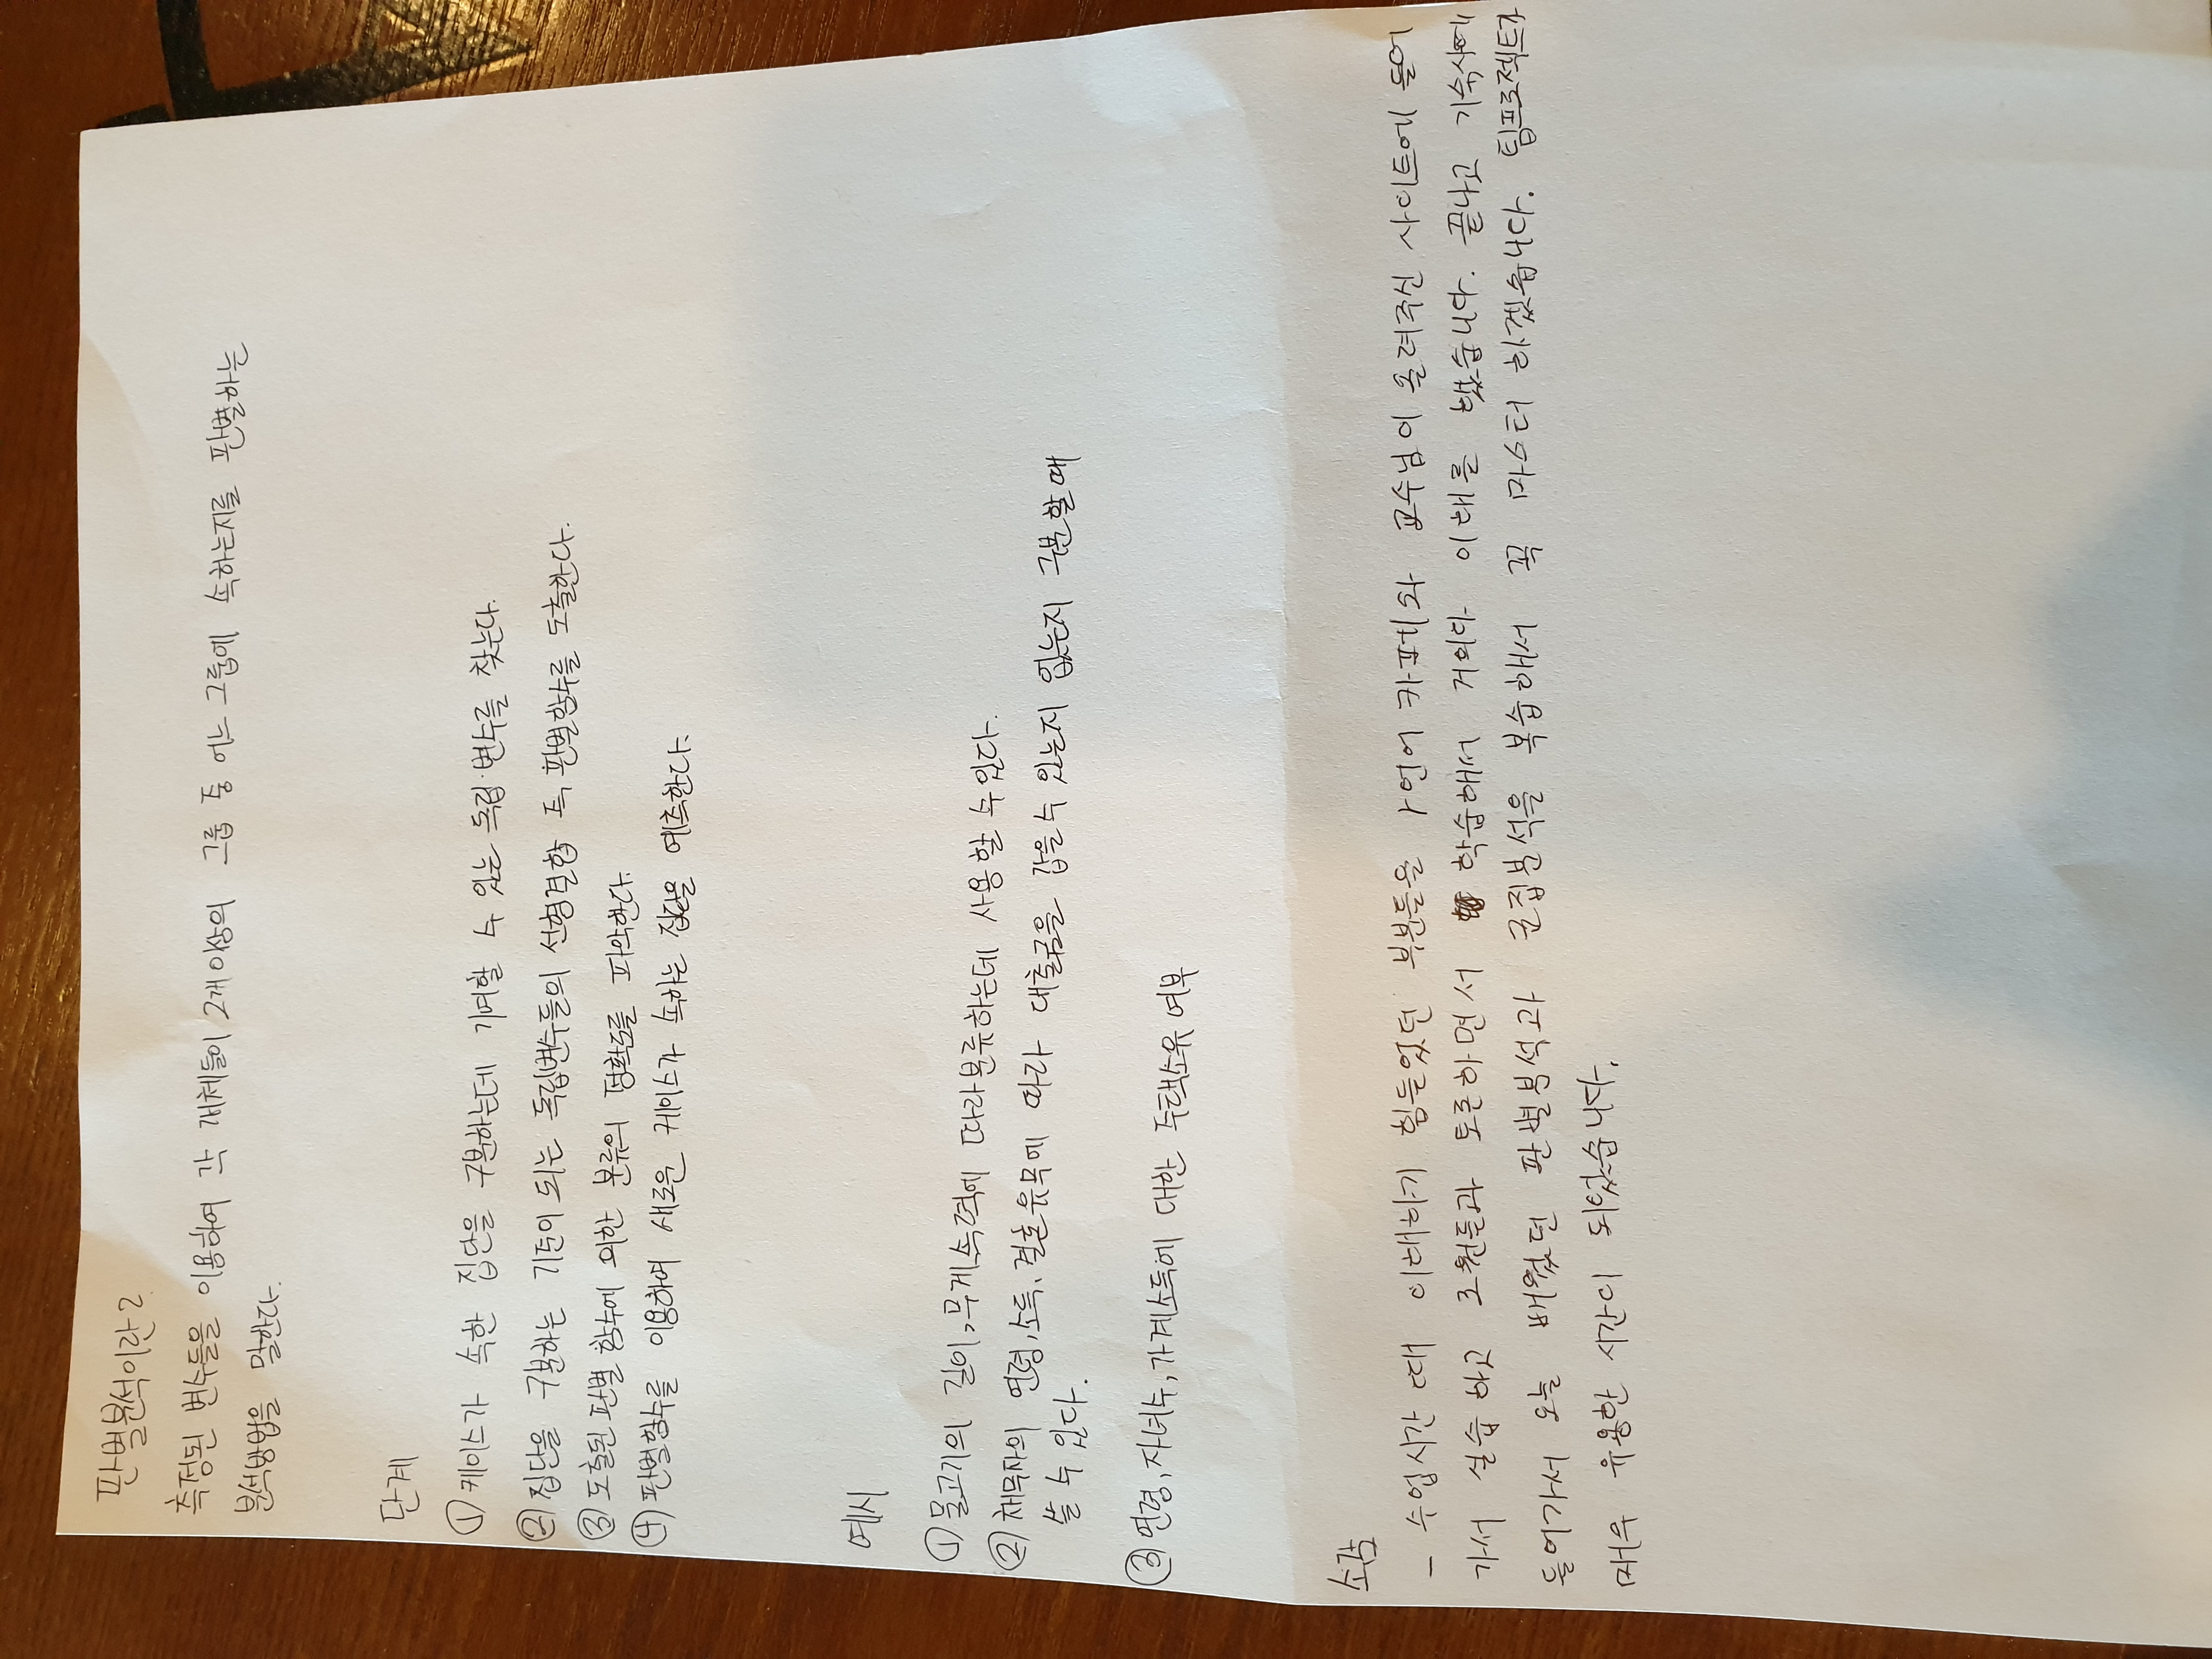 판별분석이란?
측정된 변수들을 이용하여 각 개체들이 2개이상의 그룹 중 어느 그룹에 속하는지를 판별하는
분석방법을 말한다.
단계
① 케이스가 속한 집단을 구분하는데 기여할 수 있는 독립변수를 찾는다.
② 집단을 구분하는 기준이 되는 독립변수들의 선형결합 즉 판별함수를 도출한다.
③ 도출된 판별 함수에 의한 분류의 정확도를 파악한다.
④ 판별함수를 이용하여 새로운 케이스가 속하는 집단을 예측한다.
예시
① 물고기의 길이, 무게, 속력에 따라 분류하는데 사용할 수 있다.
② 채무자의 연령, 소득, 결혼유무에 따라 대출금을 갚을 수 있는지 없는지 구분할 때
쓸 수 있다.
③ 연령, 자녀수, 가계소득에 대한 주택소유 여부
소감
- 수업시간 때 이해하기 힘들었던 부분들을 r언어 카페와 교수님이 올려주신 사이트에 들어
가서 실습 하고 조원들과 토론하면서 학습해서 거의다 이해를 했습니다. 끝나고 기숙사에
들어가서 오늘 배웠던 판별분석과 군집분석을 복습해서 꼭 마스터 하겠습니다. 팀프로젝트가
매우 유용한 시간이 되었습니다.